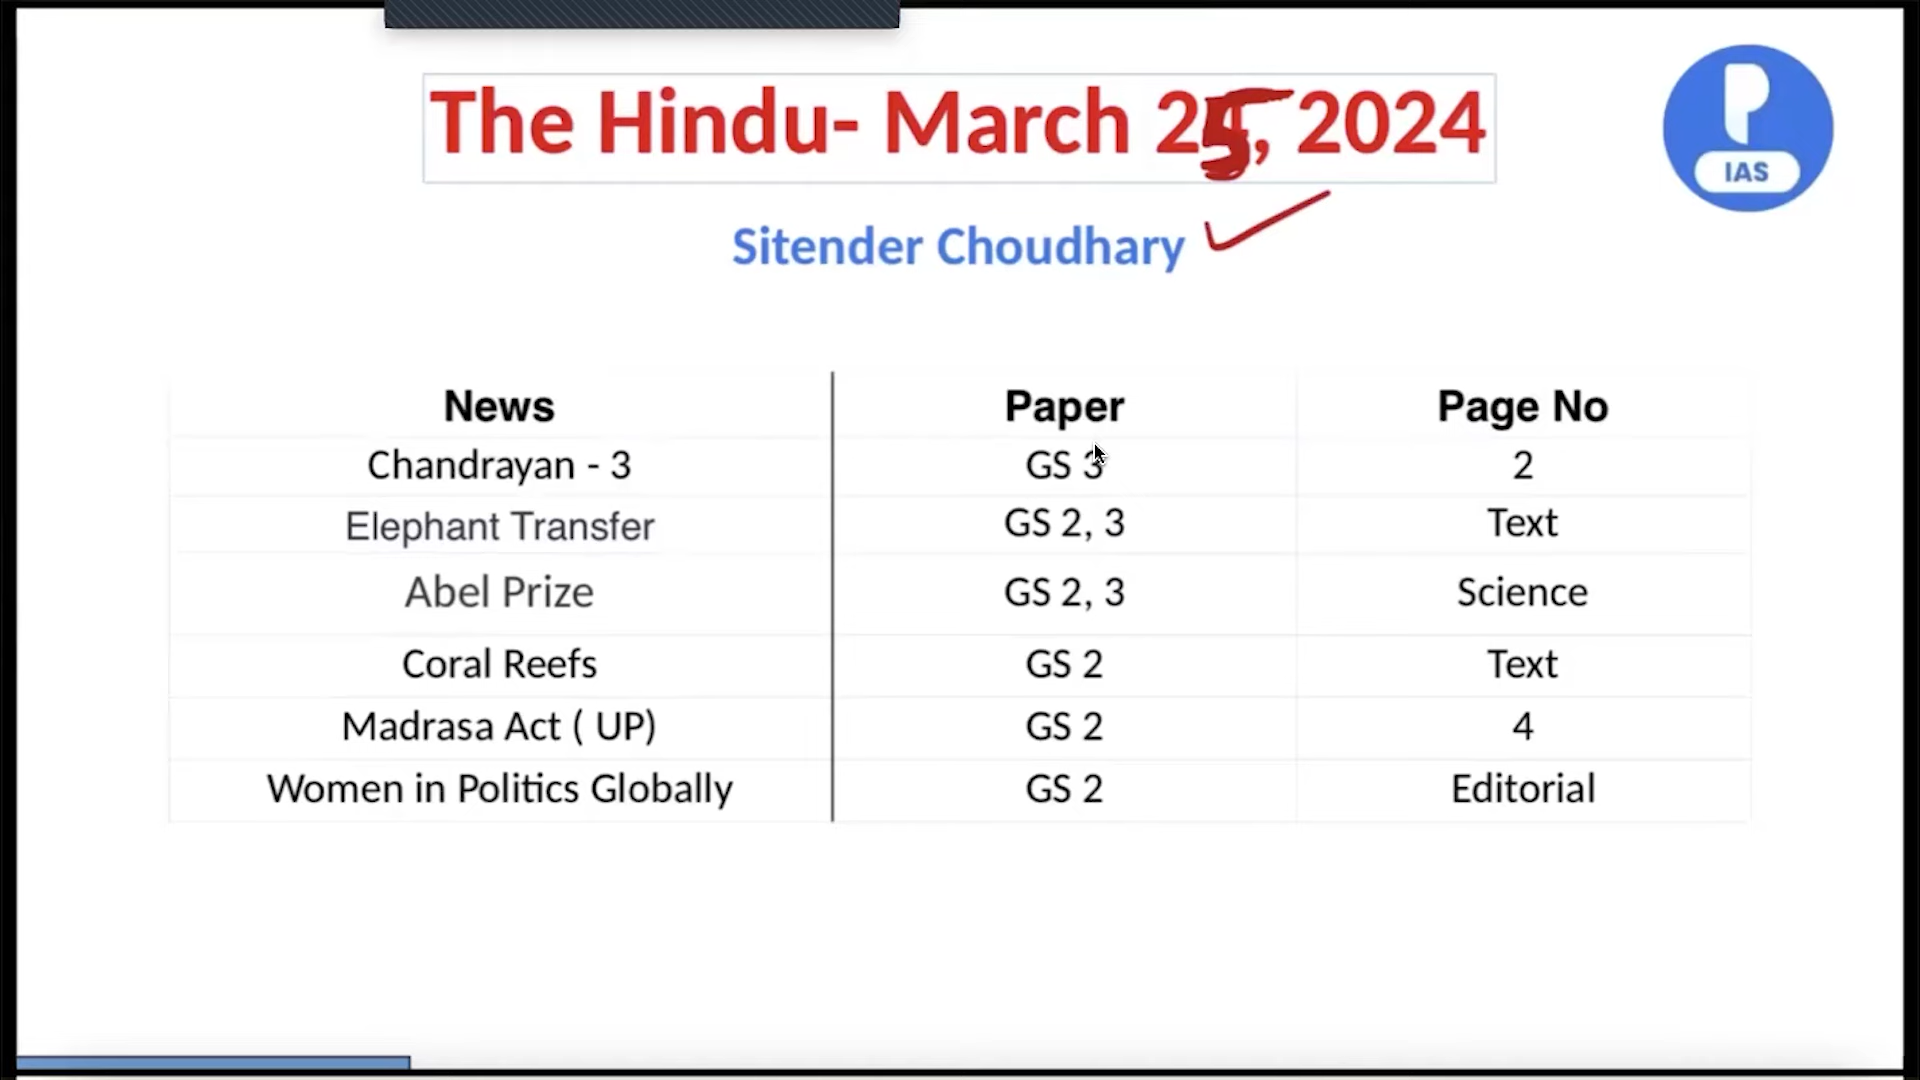 The Hindu- March 25, 2024
IAS
Sitender Choudhary
News Paper Page No
Chandrayan - 3 GS 3 2
Elephant Transfer GS 2, 3 Text
Abel Prize GS 2, 3 Science
Coral Reefs GS 2 Text
Madrasa Act ( UP) GS 2 4
Women in Politics Globally GS 2 Editorial